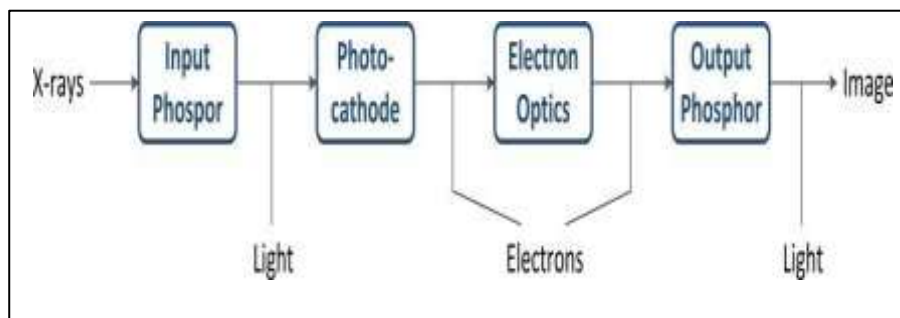 X-rays
Input
Phospor
Photo-
cathode
Electron
Optics
Output
Phosphor
Image
Light
Electrons
Light